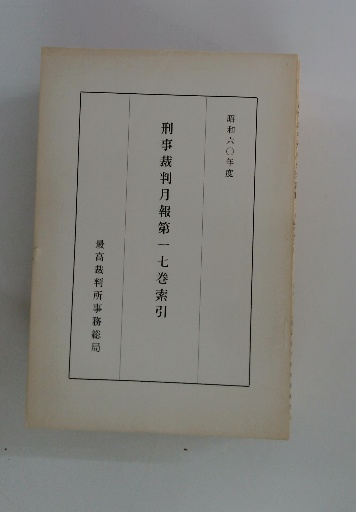 昭和六〇年度
刑事裁判月報第一七巻索引
最高裁判所事務総局